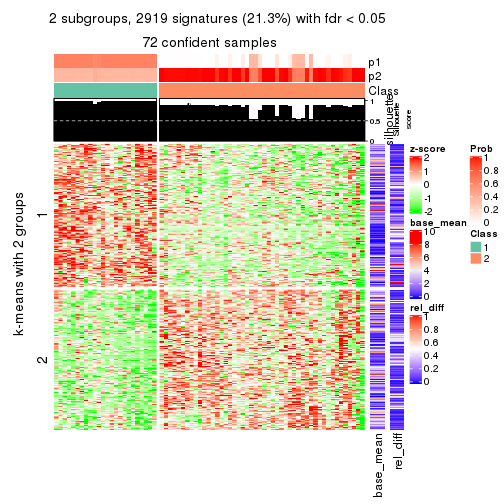 2 subgroups, 2919 signatures (21.3%) with fdr < 0.05
72 confident samples
p1
p2
Class
silhouette
Silhouette
score
1
0.5
0
k-means with 2 groups
1
2
base_mean
rel_diff
z-score
2
1
0
-1
-2
base_mean
10
8
6
4
2
0
rel_diff
1
0.8
0.6
0.4
0.2
0
Prob
1
0.8
0.6
0.4
0.2
0
Class
1
2